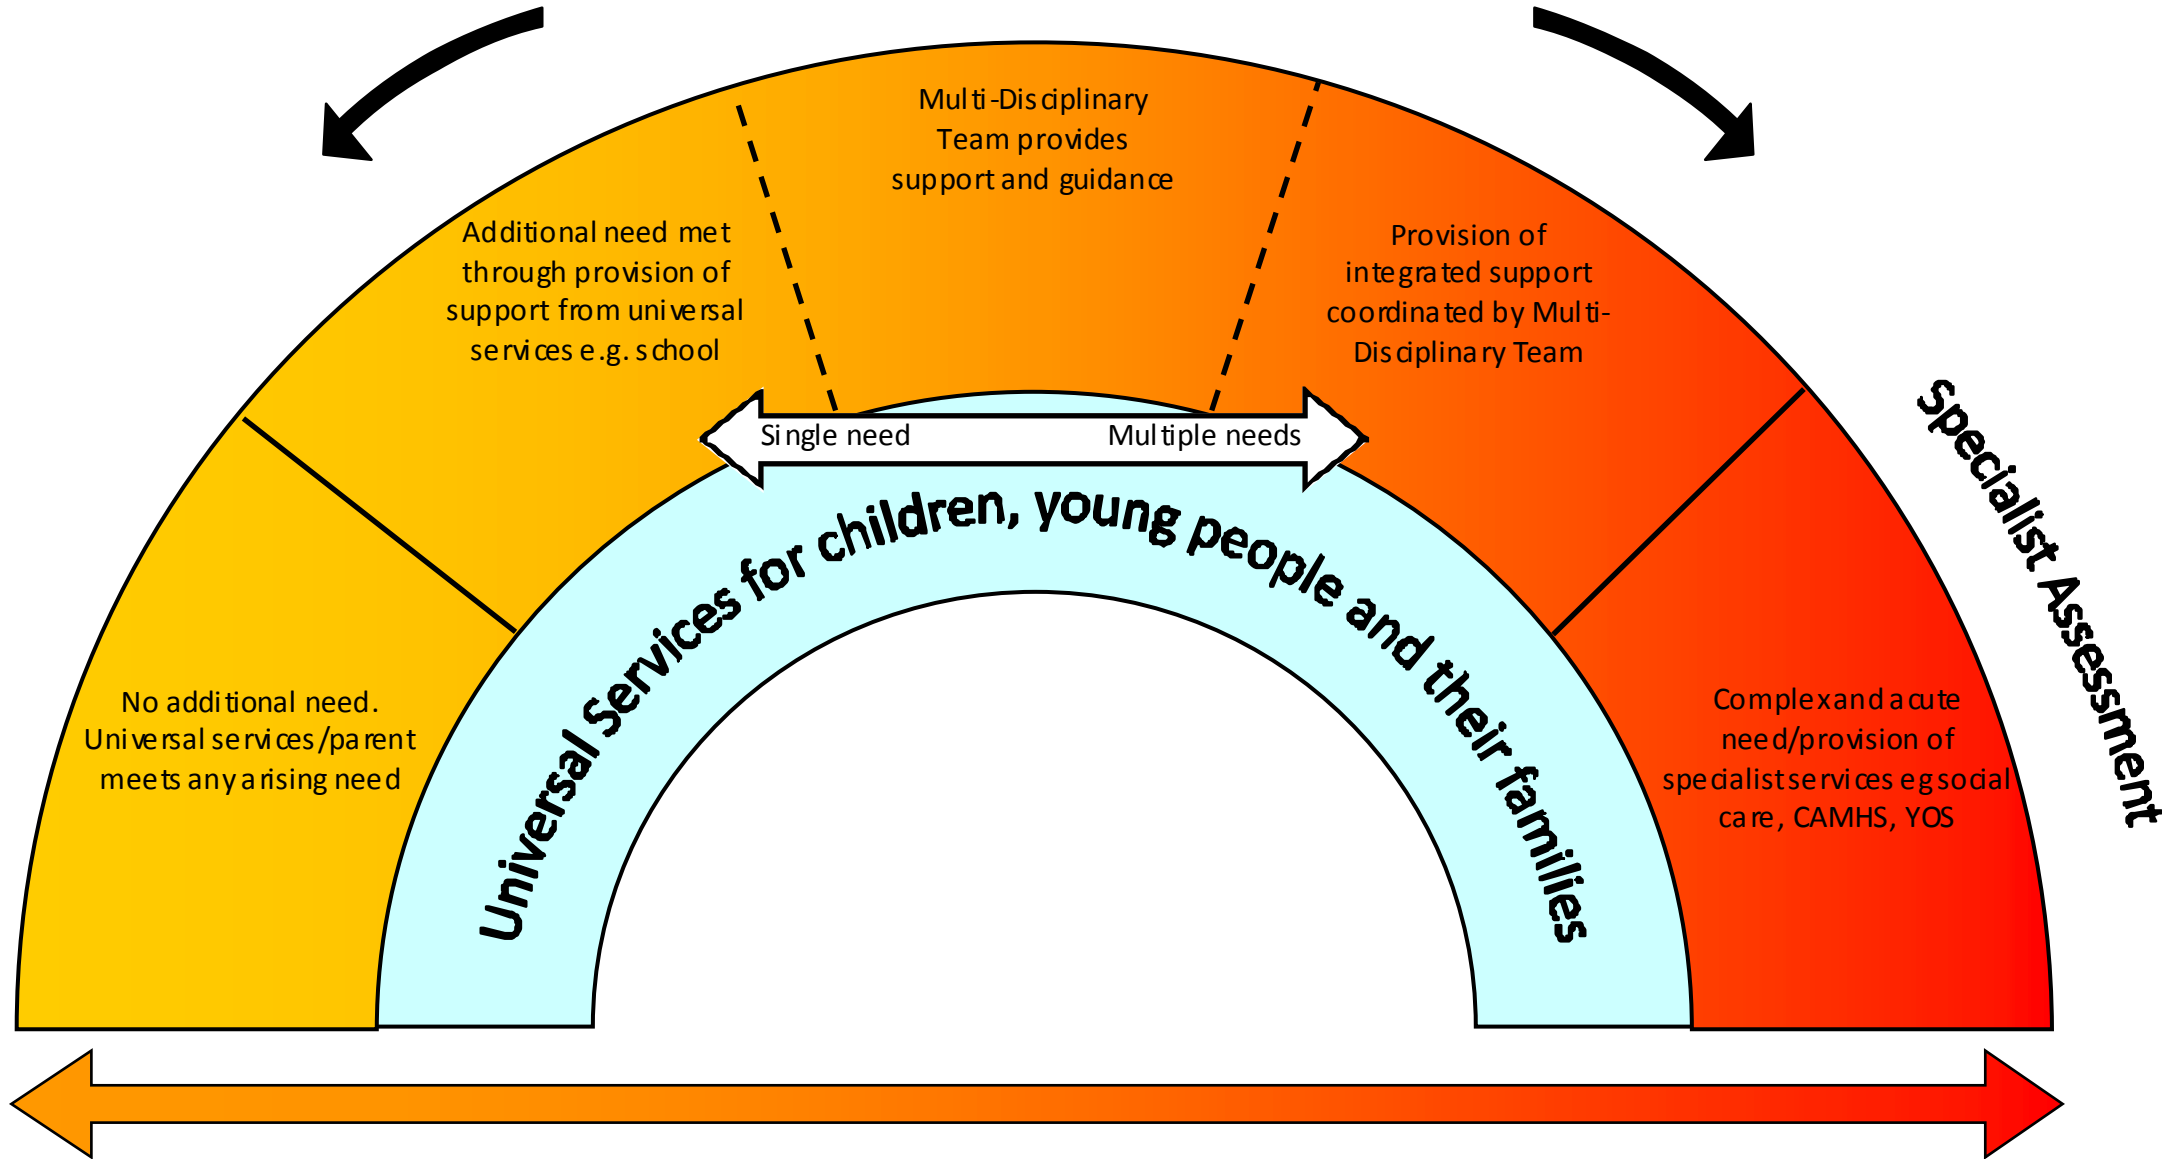 Multi-Disciplinary
Team provides
support and guidance
Additional need met
through provision of
support from universal
services e.g. school
Provision of
integrated support
coordinated by Multi-
Disciplinary Team
Single need
Multiple needs
Universal Services for children, young people and their families
No additional need.
Universal services/parent
meets any arising need
Complex and acute
need/provision of
specialist services eg social
care, CAMHS, YOS
Specialist Assessment